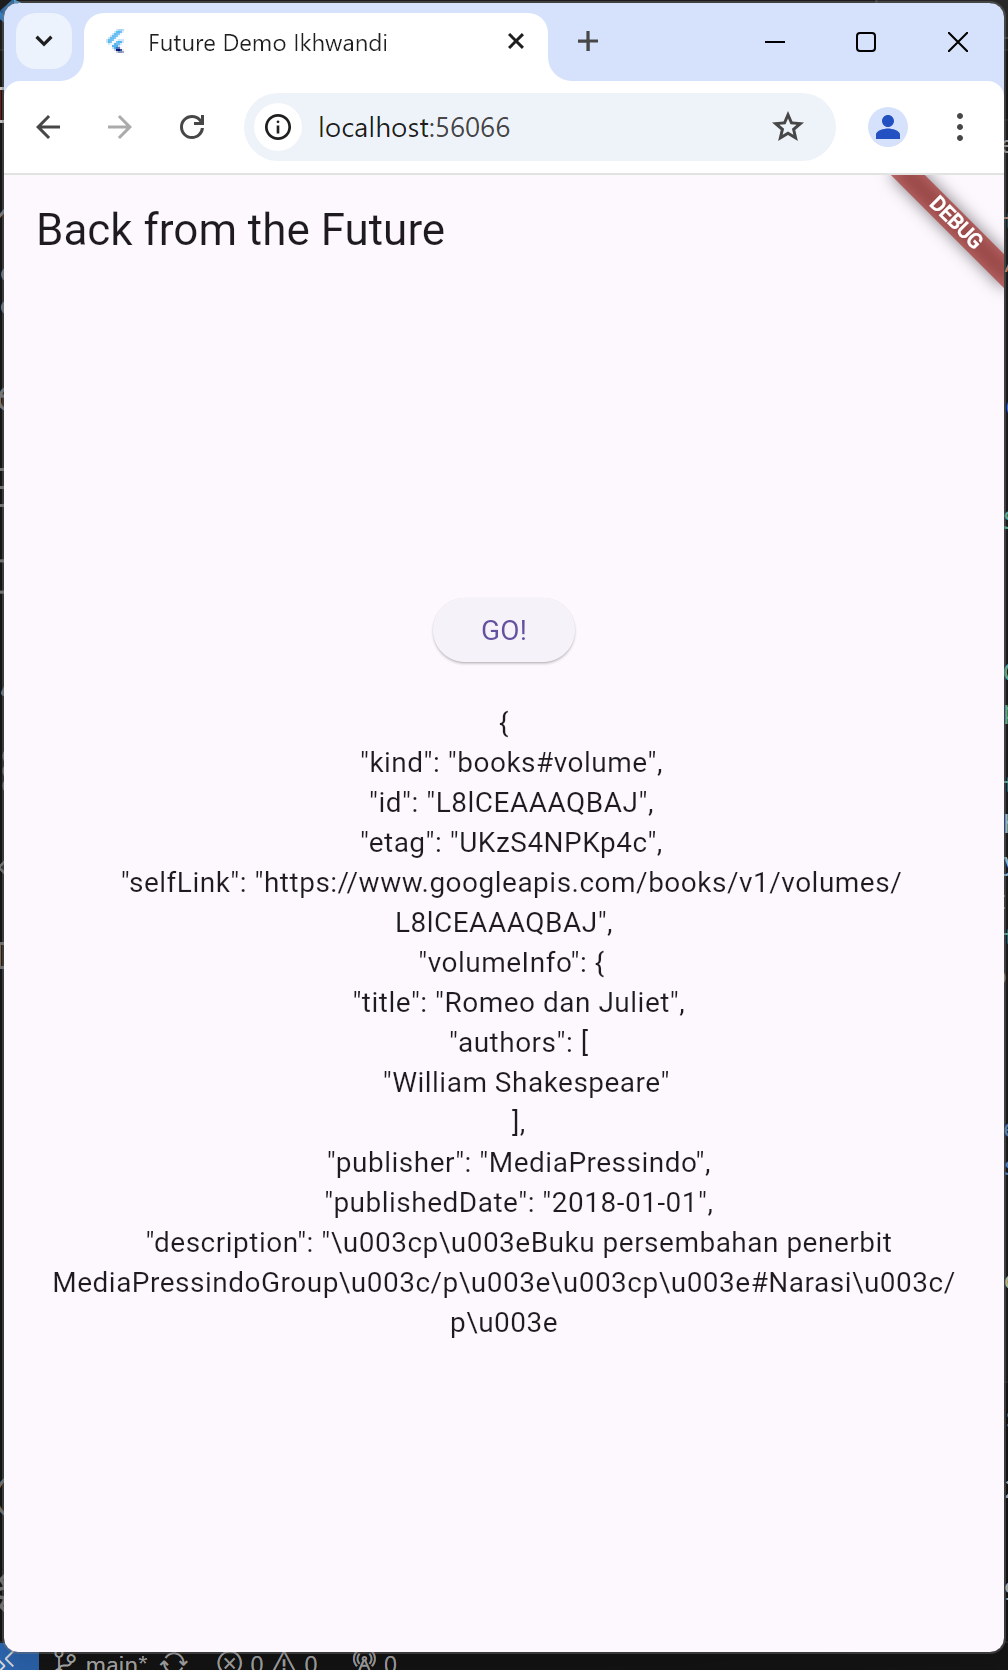 Future Demo Ikhwandi
localhost:56066
DEBUG
Back from the Future
GO!
{
"kind": "books#volume",
"id": "L8lCEAAAQBAJ",
"etag": "UKzS4NPKp4c",
"selfLink": "https://www.googleapis.com/books/v1/volumes/
L8lCEAAAQBAJ",
"volumeInfo": {
"title": "Romeo dan Juliet",
"authors": [
"William Shakespeare"
],
"publisher": "MediaPressindo",
"publishedDate": "2018-01-01",
"description": "\u003cp\u003eBuku persembahan penerbit
MediaPressindoGroup\u003c/p\u003e\u003cp\u003e#Narasi\u003c/
p\u003e
main* 0 0 0